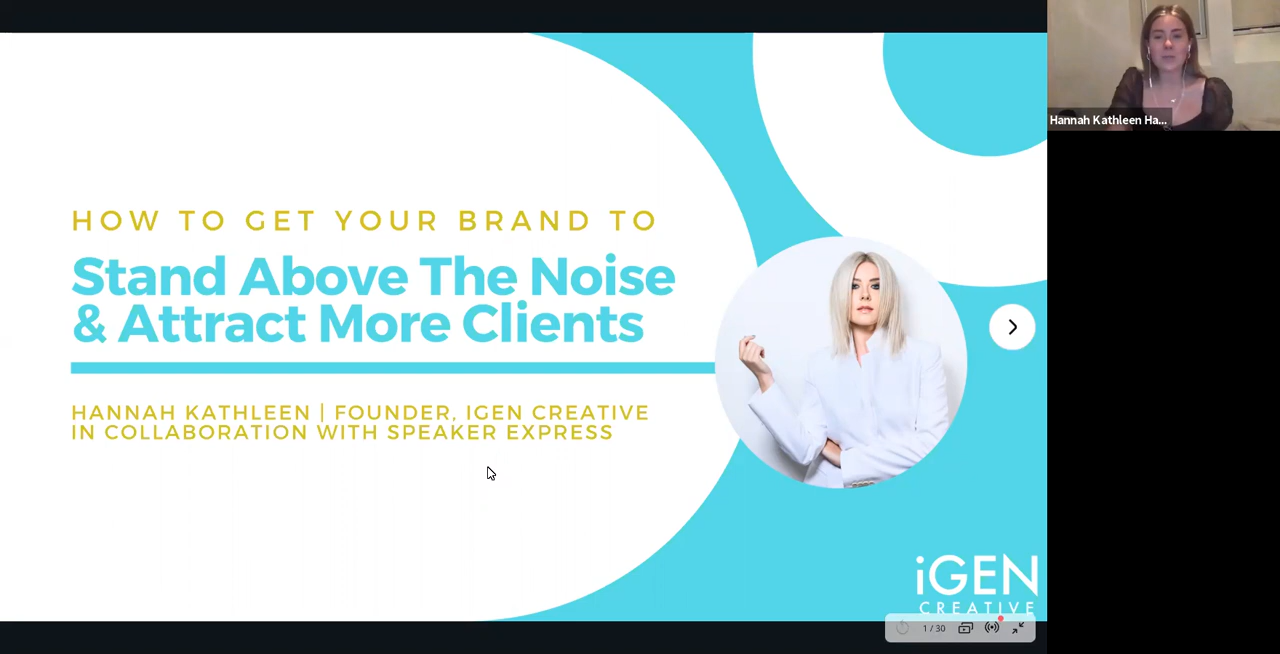 HOW TO GET YOUR BRAND TO
Stand Above The Noise
& Attract More Clients
HANNAH KATHLEEN | FOUNDER, IGEN CREATIVE
IN COLLABORATION WITH SPEAKER EXPRESS
iGEN
CREATIVE
1 / 30
Hannah Kathleen Ha...